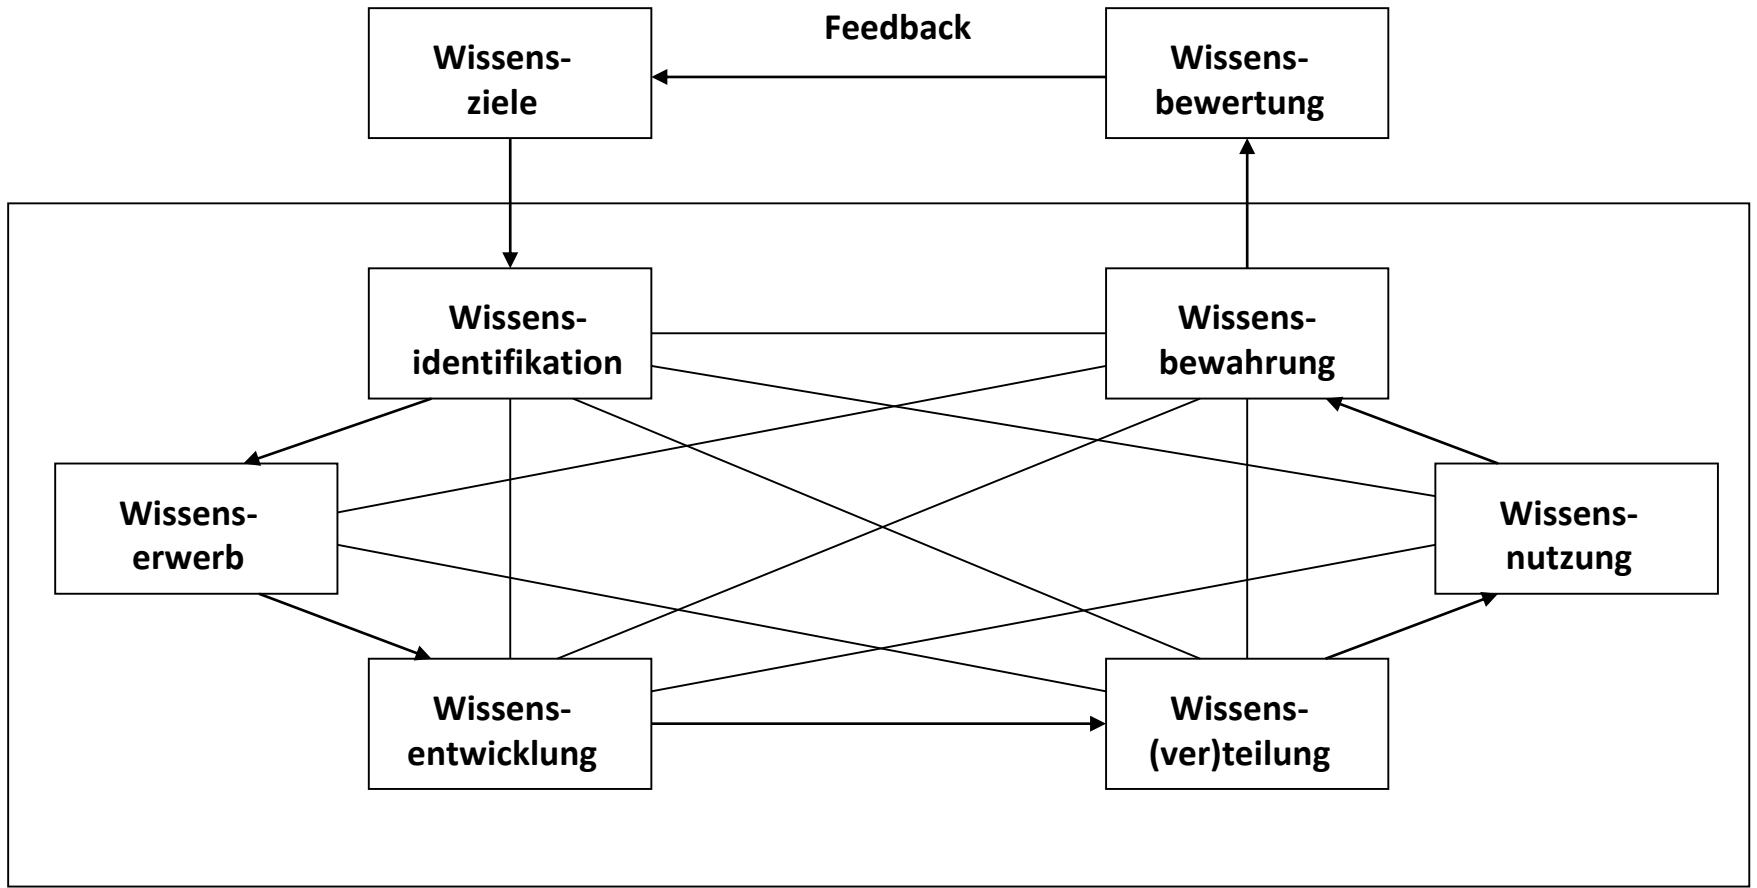 Feedback
Wissens-
ziele
Wissens-
bewertung
Wissens-
identifikation
Wissens-
bewahrung
Wissens-
erwerb
Wissens-
nutzung
Wissens-
entwicklung
Wissens-
(ver)teilung